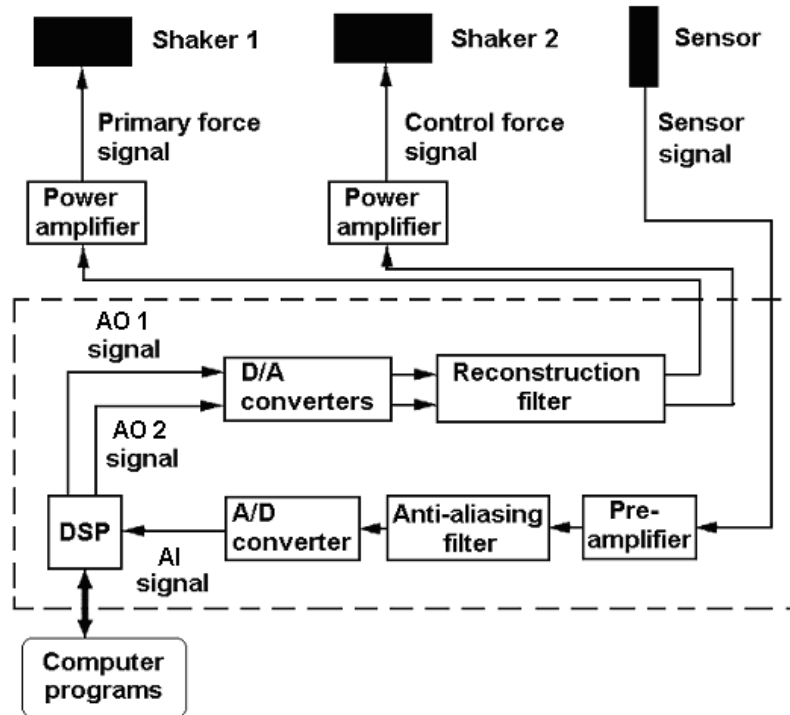 Shaker 1
Shaker 2
Sensor
Primary force
signal
Control force
signal
Sensor
signal
Power
amplifier
Power
amplifier
AO 1
signal
D/A
converters
Reconstruction
filter
AO 2
signal
DSP
AI
signal
A/D
converter
Anti-aliasing
filter
Pre-
amplifier
Computer
programs